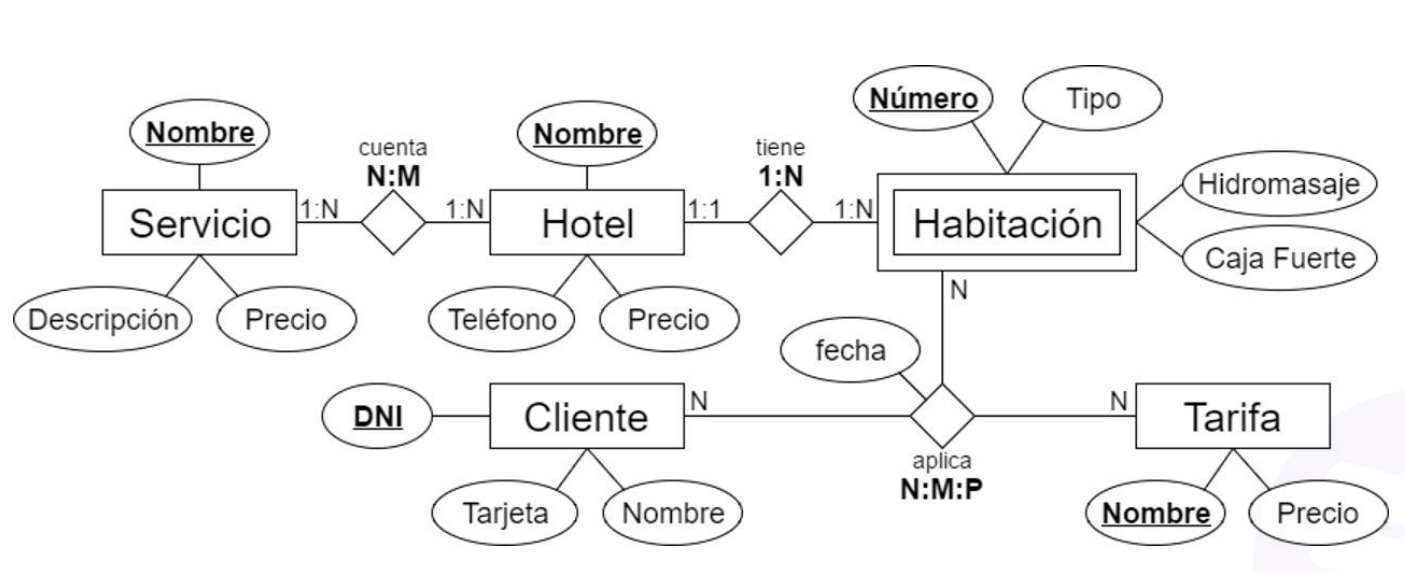 Número
Tipo
Nombre
Nombre
cuenta
N:M
tiene
1:N
Hidromasaje
Servicio
1:N
1:N
Hotel
1:1
1:N
Habitación
Caja Fuerte
Descripción
Precio
Teléfono
Precio
N
fecha
DNI
Cliente
N
N
Tarifa
aplica
N:M:P
Tarjeta
Nombre
Nombre
Precio